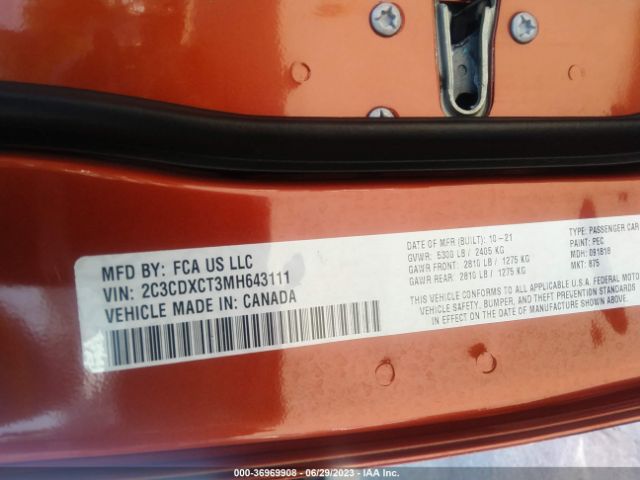 MFD BY: FCA US LLC
VIN: 2C3CDXCT3MH643111
VEHICLE MADE IN: CANADA
DATE OF MFR (BUILT): 10-21
GVWR: 5300 LB / 2405 KG
GAWR FRONT: 2810 LB / 1275 KG
GAWR REAR: 2810 LB / 1275 KG
TYPE: PASSENGER CAR
PAINT: PEC
MDH: 091818
MKT: 875
THIS VEHICLE CONFORMS TO ALL APPLICABLE U.S.A. FEDERAL MOTOR
VEHICLE SAFETY, BUMPER, AND THEFT PREVENTION STANDARDS
IN EFFECT ON THE DATE OF MANUFACTURE SHOWN ABOVE
000-36969908 - 06/29/2023 - IAA Inc.